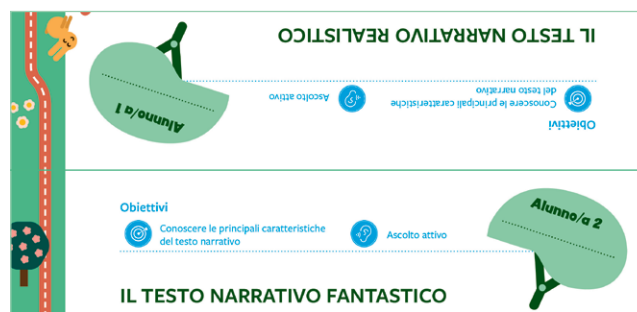 IL TESTO NARRATIVO REALISTICO
Obiettivi
Conoscere le principali caratteristiche
del testo narrativo
Ascolto attivo
Alunno/a 1
Obiettivi
Conoscere le principali caratteristiche
del testo narrativo
Ascolto attivo
Alunno/a 2
IL TESTO NARRATIVO FANTASTICO